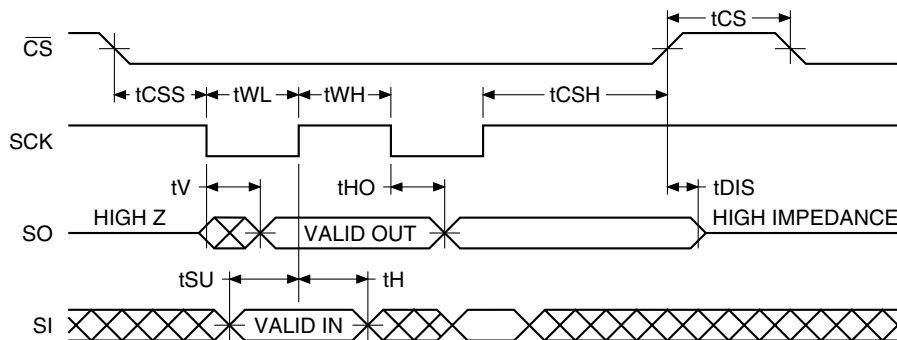 tCS
C̅S̅
tCSS tWL tWH tCSH
SCK
tV tHO tDIS
HIGH Z VALID OUT HIGH IMPEDANCE
SO
tSU tH
SI VALID IN